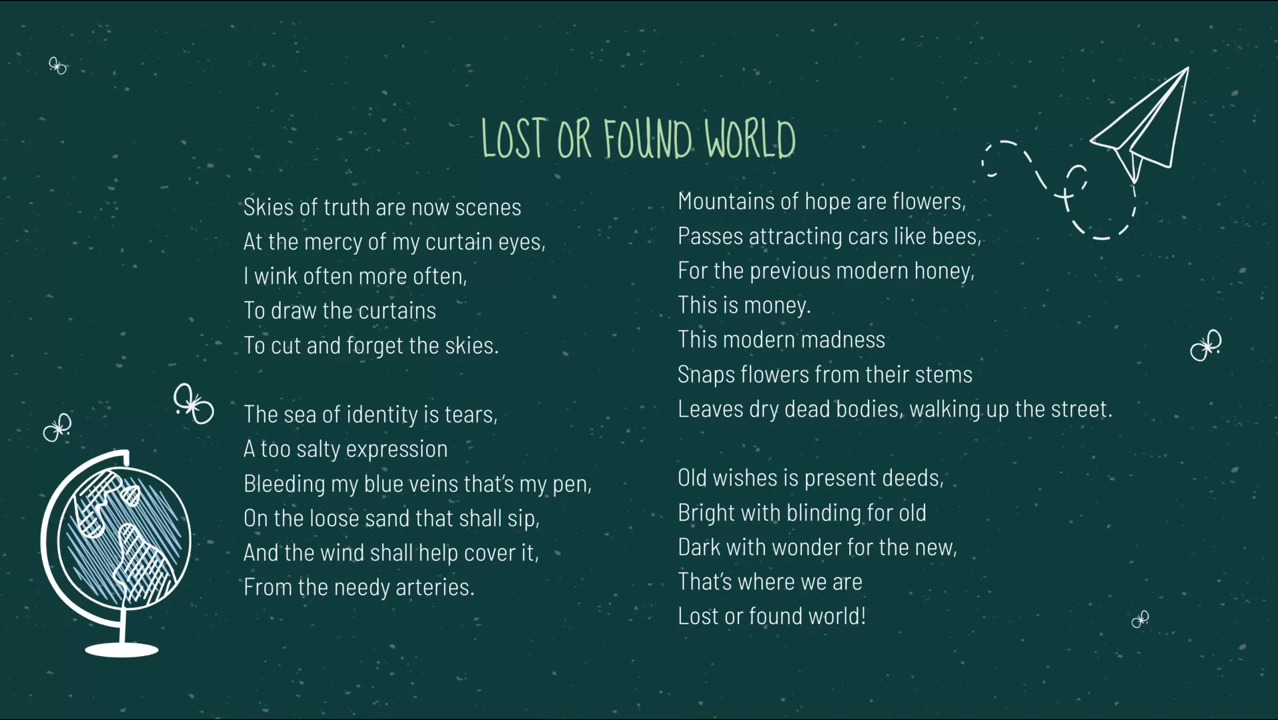 LOST OR FOUND WORLD
Skies of truth are now scenes
At the mercy of my curtain eyes,
I wink often more often,
To draw the curtains
To cut and forget the skies.
The sea of identity is tears,
A too salty expression
Bleeding my blue veins that's my pen,
On the loose sand that shall sip,
And the wind shall help cover it,
From the needy arteries.
Mountains of hope are flowers,
Passes attracting cars like bees,
For the previous modern honey,
This is money.
This modern madness
Snaps flowers from their stems
Leaves dry dead bodies, walking up the street.
Old wishes is present deeds,
Bright with blinding for old
Dark with wonder for the new,
That's where we are
Lost or found world!